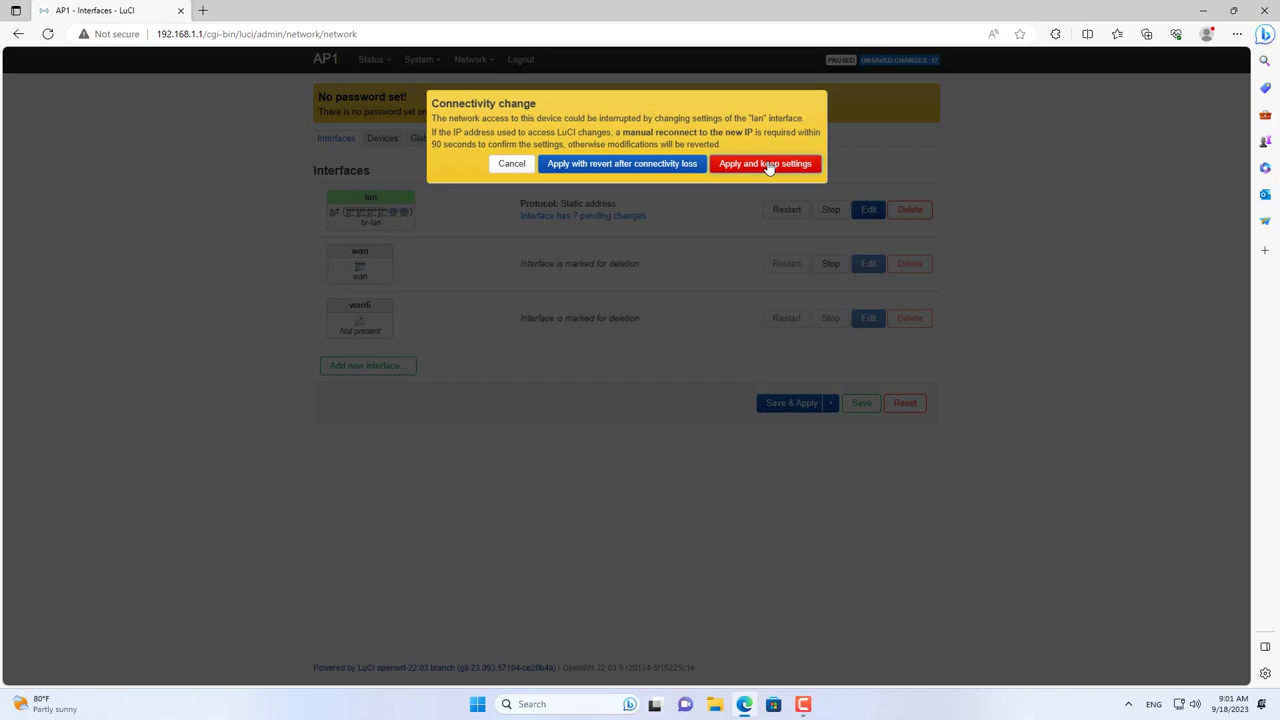 AP1 - Interfaces - LuCI
Not secure
192.168.1.1/cgi-bin/luci/admin/network/network
AP1 Status System Network Logout PAUSED UNSAVED CHANGES: 17
No password set!
There is no password set
Interfaces Devices Glob
Connectivity change
The network access to this device could be interrupted by changing settings of the "lan" interface.
If the IP address used to access LuCI changes, a manual reconnect to the new IP is required within
90 seconds to confirm the settings, otherwise modifications will be reverted.
Cancel Apply with revert after connectivity loss Apply and keep settings
Interfaces
lan
br-lan
Protocol: Static address
Interface has 7 pending changes
Restart Stop Edit Delete
wan
wan
Interface is marked for deletion
Restart Stop Edit Delete
wan6
Not present
Interface is marked for deletion
Restart Stop Edit Delete
Add new interface...
Save & Apply Save Reset
Powered by LuCI openwrt-22.03 branch (git-23.093.57104-ce20b4a) / OpenWrt 22.03.5 r20134-5f15225c1e
80°F
Partly sunny
Search
ENG
9:01 AM
9/18/2023